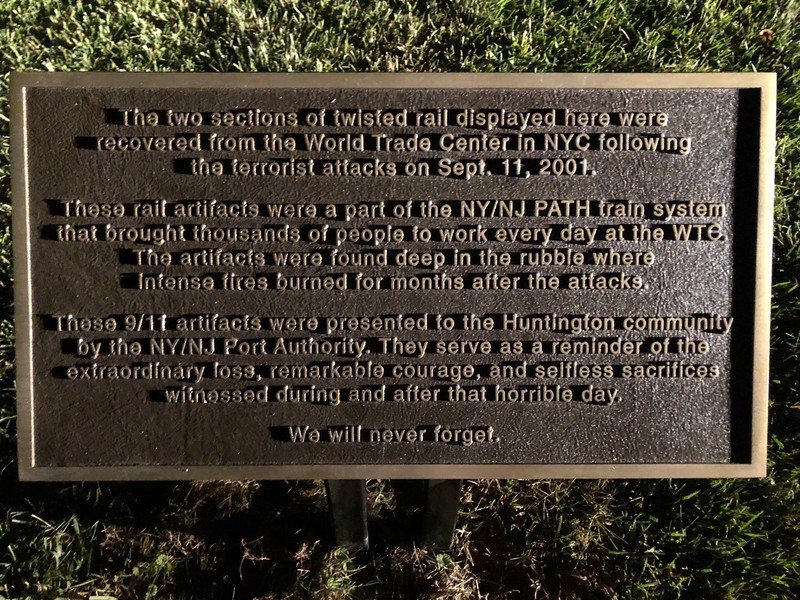 The two sections of twisted rail displayed here were
recovered from the World Trade Center in NYC following
the terrorist attacks on Sept. 11, 2001.
These rail artifacts were a part of the NY/NJ PATH train system
that brought thousands of people to work every day at the WTC.
The artifacts were found deep in the rubble where
intense fires burned for months after the attacks.
These 9/11 artifacts were presented to the Huntington community
by the NY/NJ Port Authority. They serve as a reminder of the
extraordinary loss, remarkable courage, and selfless sacrifices
witnessed during and after that horrible day.
We will never forget.